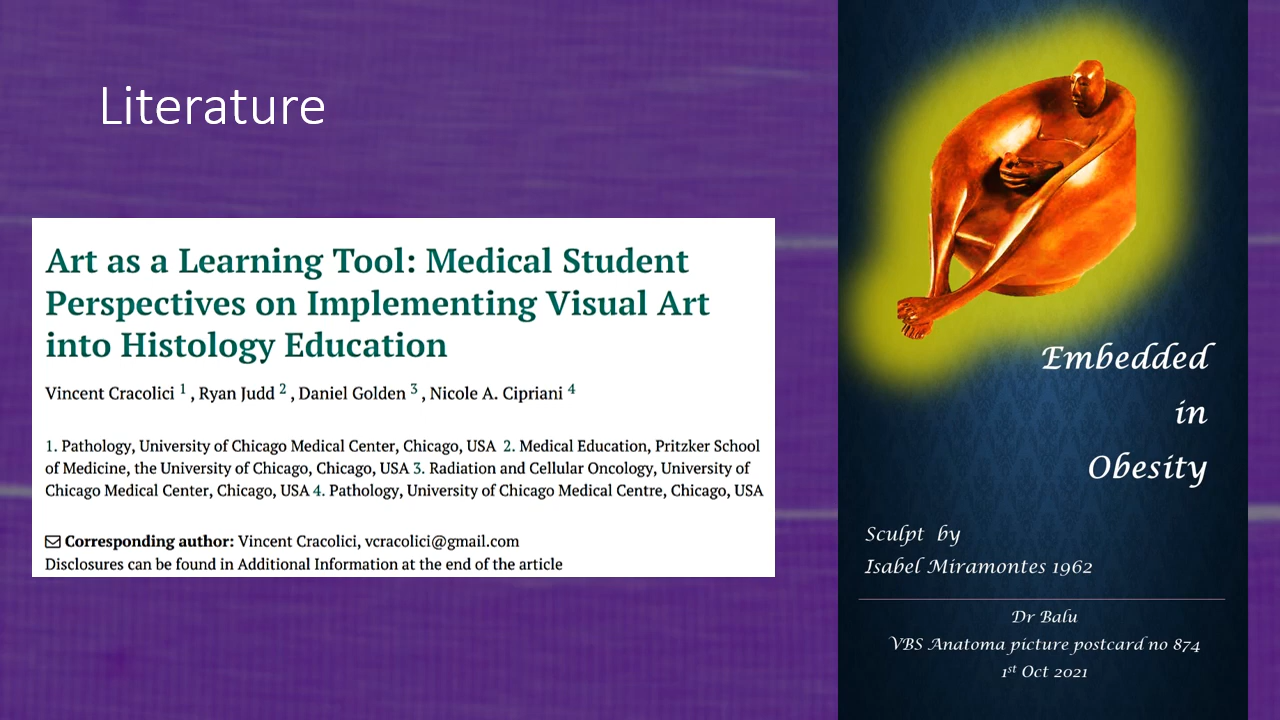 Literature
Art as a Learning Tool: Medical Student
Perspectives on Implementing Visual Art
into Histology Education
Vincent Cracolici 1 , Ryan Judd 2 , Daniel Golden 3 , Nicole A. Cipriani 4
1. Pathology, University of Chicago Medical Center, Chicago, USA 2. Medical Education, Pritzker School
of Medicine, the University of Chicago, Chicago, USA 3. Radiation and Cellular Oncology, University of
Chicago Medical Center, Chicago, USA 4. Pathology, University of Chicago Medical Centre, Chicago, USA
Corresponding author: Vincent Cracolici, vcracolici@gmail.com
Disclosures can be found in Additional Information at the end of the article
Embedded
in
Obesity
Sculpt by
Isabel Miramontes 1962
Dr Balu
VBS Anatoma picture postcard no 874
1st Oct 2021